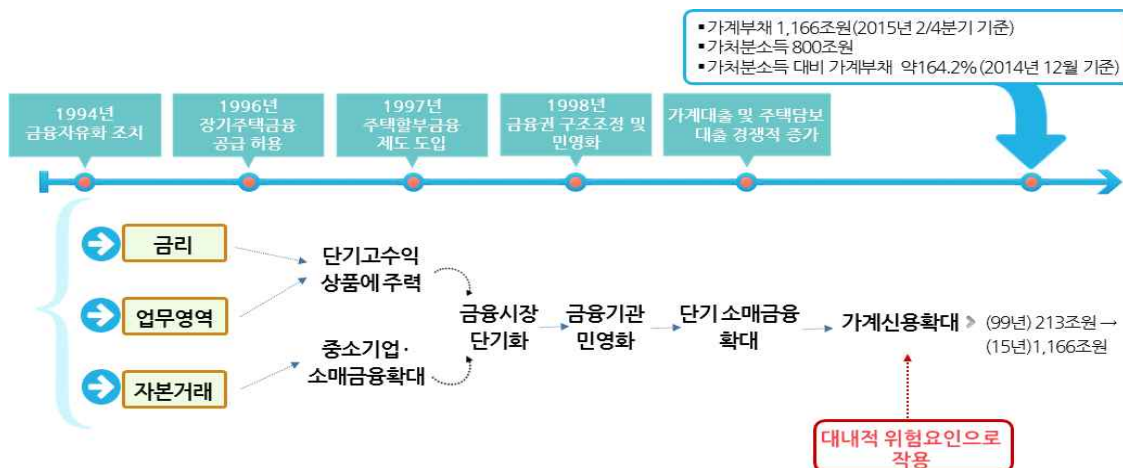 ▪가계부채 1,166조원(2015년 2/4분기 기준)
▪가처분소득 800조원
▪가처분소득 대비 가계부채 약164.2% (2014년 12월 기준)
1994년
금융자유화 조치
1996년
장기주택금융
공급 허용
1997년
주택할부금융
제도 도입
1998년
금융권 구조조정 및
민영화
가계대출 및 주택담보
대출 경쟁적 증가
금리
업무영역
자본거래
단기고수익
상품에 주력
중소기업·
소매금융확대
금융시장
단기화
금융기관
민영화
단기 소매금융
확대
가계신용확대
(99년) 213조원 →
(15년)1,166조원
대내적 위험요인으로
작용